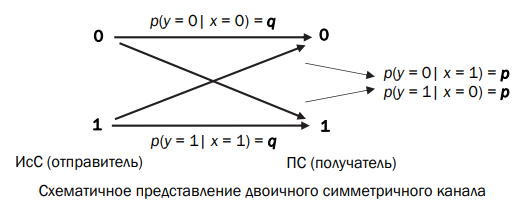 p(y = 0| x = 0) = q
0 0
p(y = 0| x = 1) = p
p(y = 1| x = 0) = p
1 1
p(y = 1| x = 1) = q
ИсС (отправитель) ПС (получатель)
Схематичное представление двоичного симметричного канала